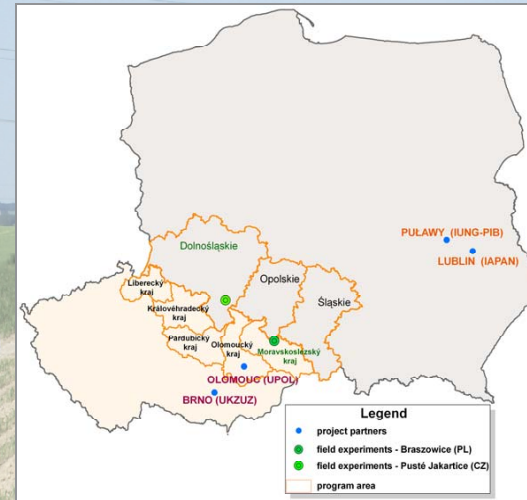 PUŁAWY (IUNG-PIB)
LUBLIN (IAPAN)
Dolnośląskie
Opolskie
Śląskie
Liberecký
kraj
Královéhradecký
kraj
Pardubický
kraj
Olomoucký
kraj
Moravskoslezský
kraj
OLOMOUC (UPOL)
BRNO (UKZUZ)
Legend
project partners
field experiments - Braszowice (PL)
field experiments - Pusté Jakartice (CZ)
program area